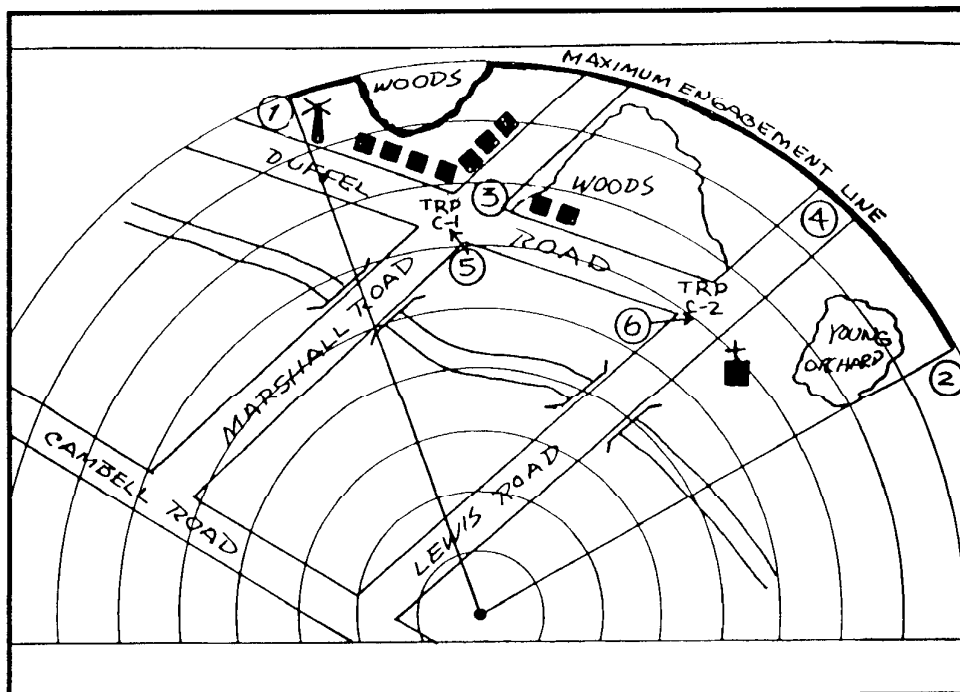 MAXIMUM ENGAGEMENT LINE
WOODS
1
DUFFEL
3
TRP
C-1
WOODS
4
ROAD
5
MARSHALL ROAD
TRP
C-2
6
YOUNG
ORCHARD
2
CAMBELL ROAD
LEWIS ROAD